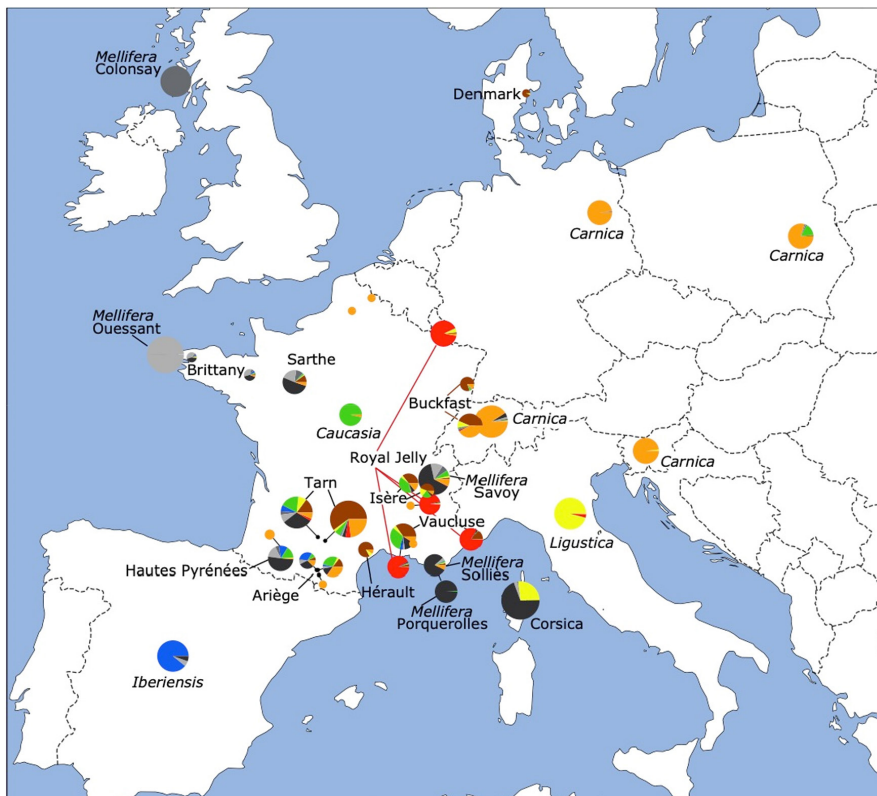 Mellifera
Colonsay
Denmark
Carnica
Carnica
Mellifera
Ouessant
Brittany
Sarthe
Buckfast
Caucasia
Carnica
Royal Jelly
Carnica
Mellifera
Savoy
Isère
Tarn
Vaucluse
Ligustica
Hautes Pyrénées
Mellifera
Solliès
Ariège
Hérault
Mellifera
Porquerolles
Corsica
Iberiensis